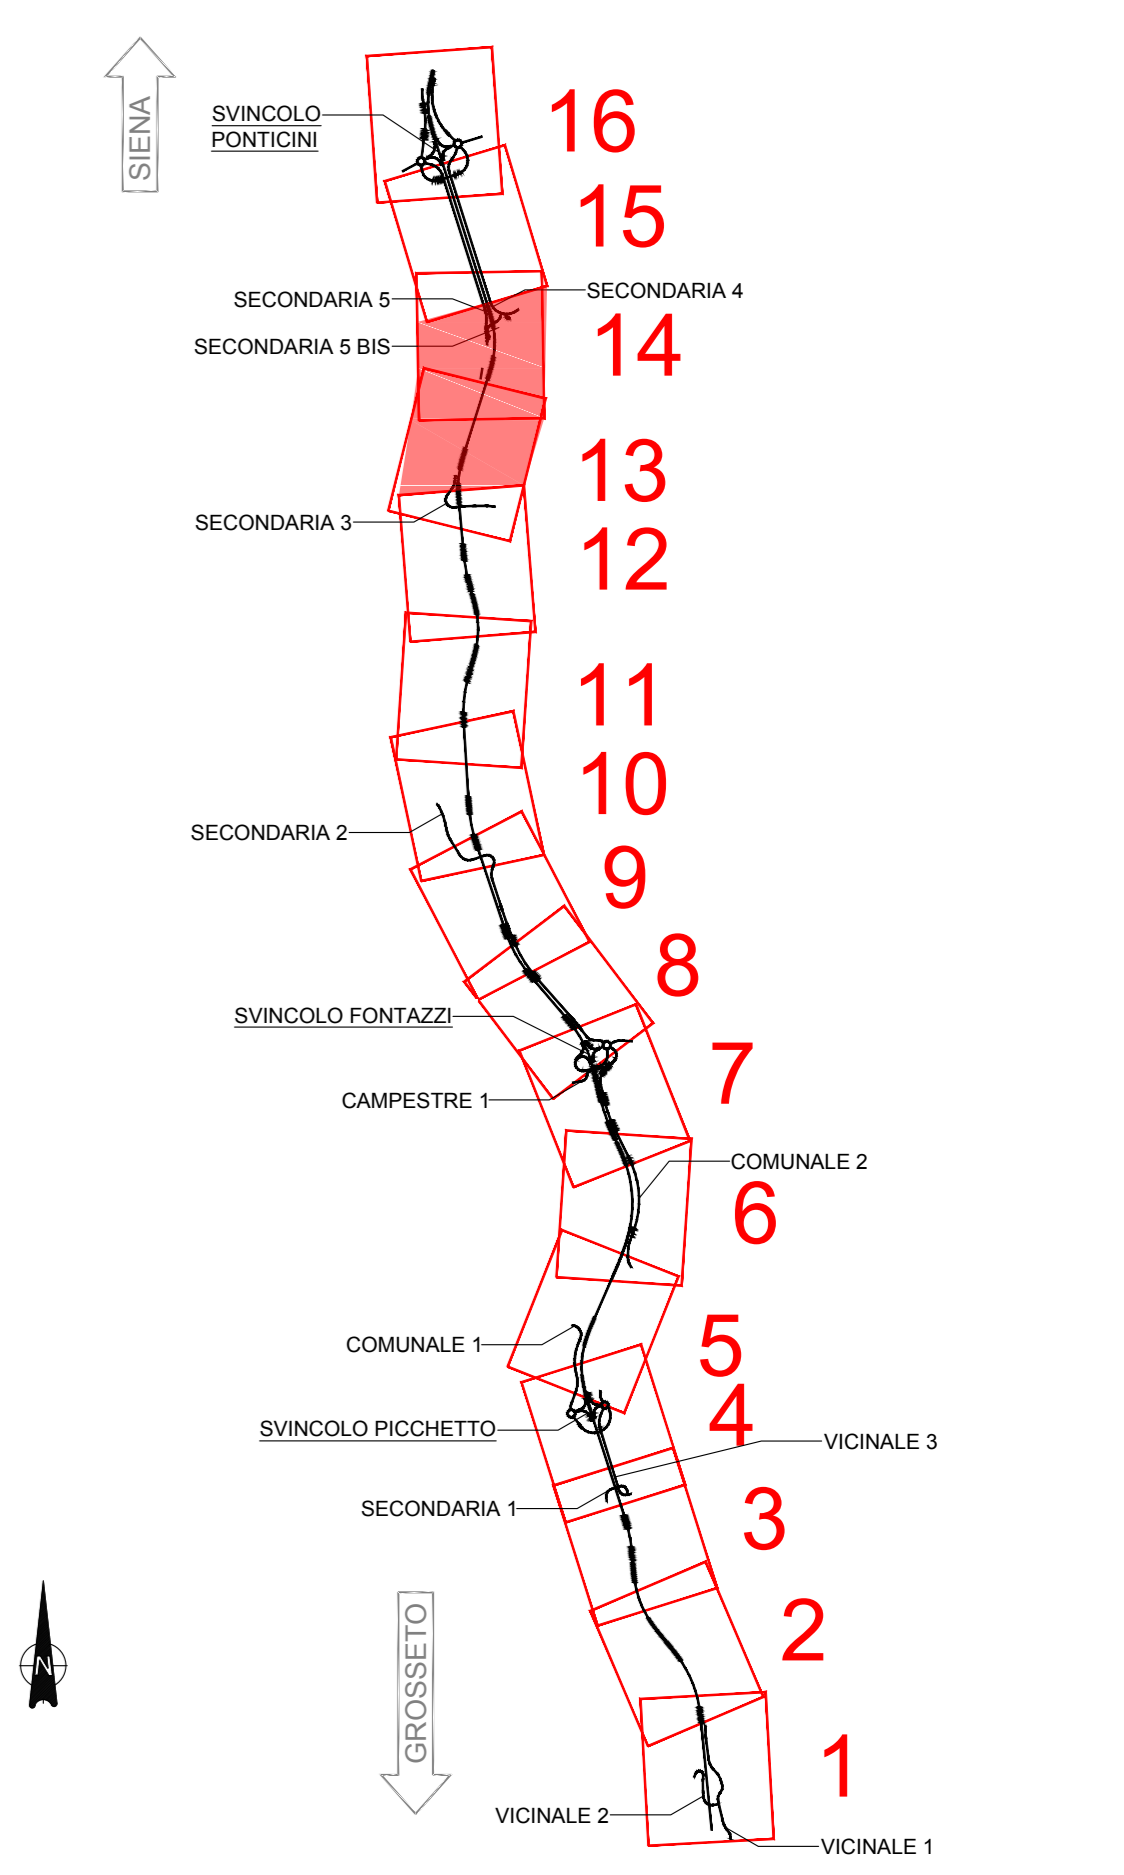 SIENA
SVINCOLO
PONTICINI
16
15
SECONDARIA 4
SECONDARIA 5
14
SECONDARIA 5 BIS
13
SECONDARIA 3
12
11
10
SECONDARIA 2
9
8
SVINCOLO FONTAZZI
7
CAMPESTRE 1
COMUNALE 2
6
COMUNALE 1
5
4
SVINCOLO PICCHETTO
VICINALE 3
SECONDARIA 1
3
2
N
GROSSETO
1
VICINALE 2
VICINALE 1